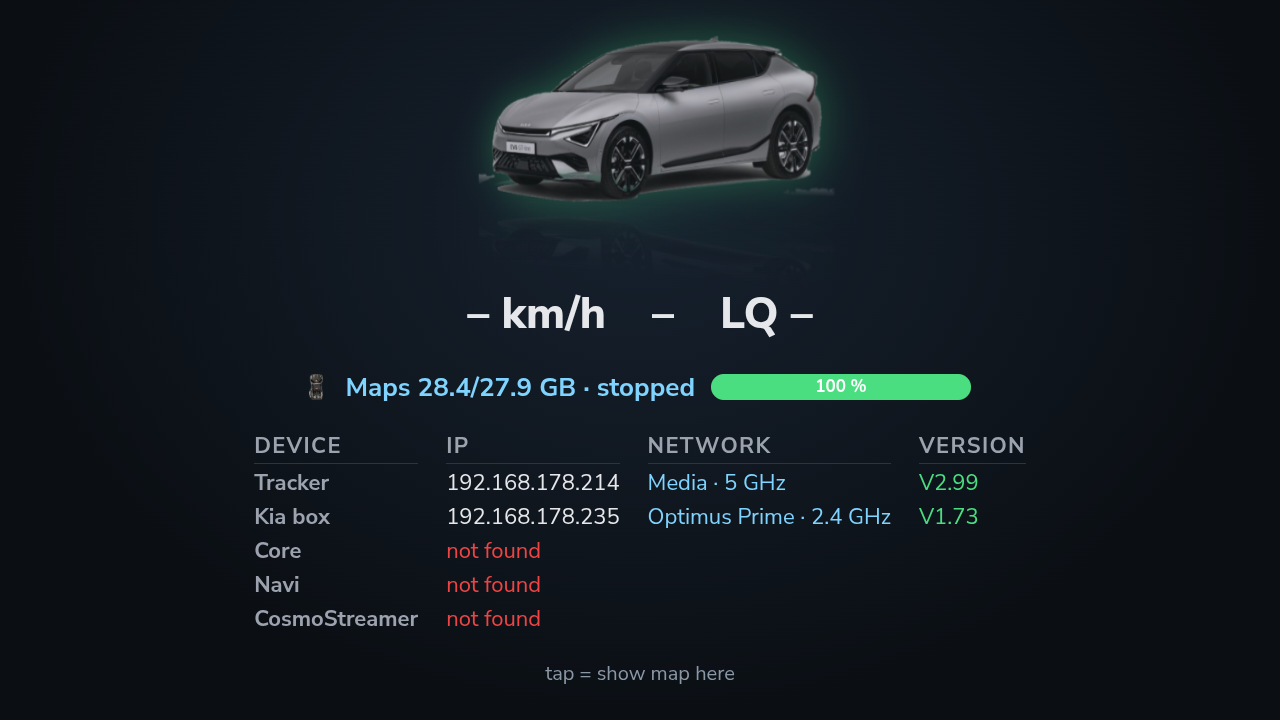 – km/h – LQ –
Maps 28.4/27.9 GB · stopped 100 %
DEVICE IP NETWORK VERSION
Tracker 192.168.178.214 Media · 5 GHz V2.99
Kia box 192.168.178.235 Optimus Prime · 2.4 GHz V1.73
Core not found
Navi not found
CosmoStreamer not found
tap = show map here